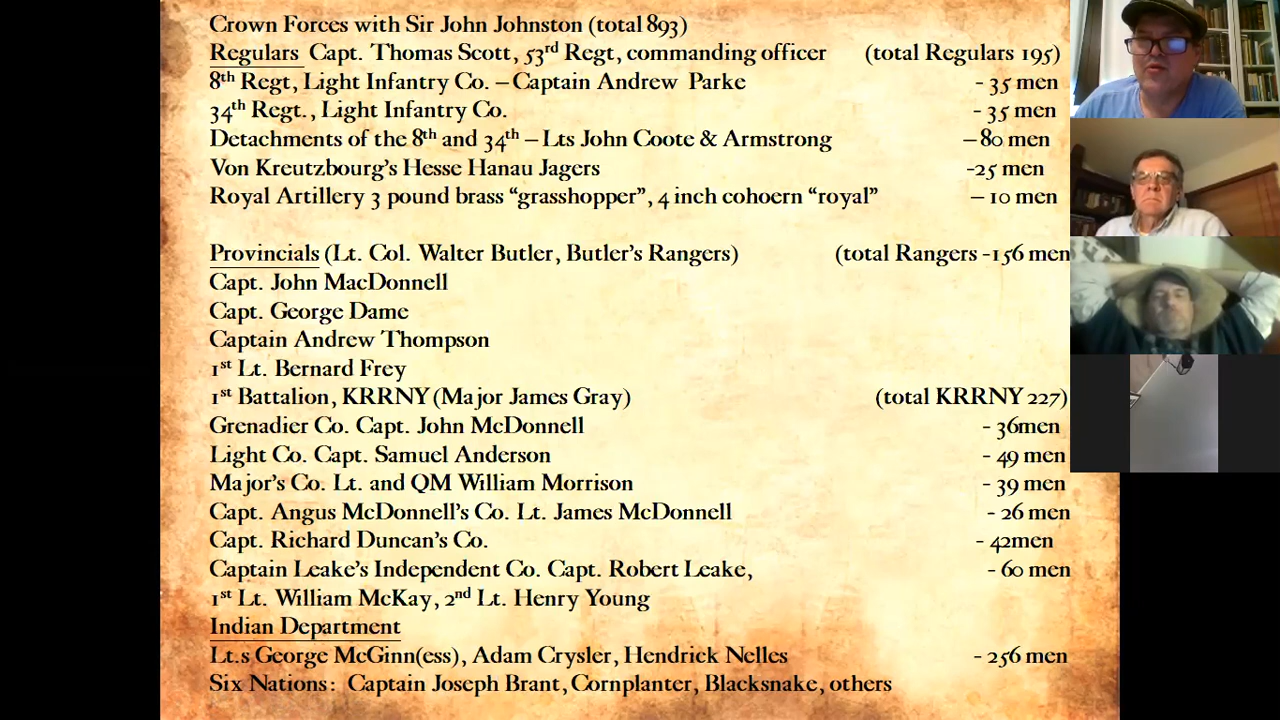 Crown Forces with Sir John Johnston (total 893)
Regulars Capt. Thomas Scott, 53rd Regt, commanding officer (total Regulars 195)
8th Regt, Light Infantry Co. – Captain Andrew Parke - 35 men
34th Regt., Light Infantry Co. - 35 men
Detachments of the 8th and 34th – Lts John Coote & Armstrong – 80 men
Von Kreutzbourg's Hesse Hanau Jagers -25 men
Royal Artillery 3 pound brass “grasshopper”, 4 inch cohoern “royal” – 10 men
Provincials (Lt. Col. Walter Butler, Butler's Rangers) (total Rangers -156 men
Capt. John MacDonnell
Capt. George Dame
Captain Andrew Thompson
1st Lt. Bernard Frey
1st Battalion, KRRNY (Major James Gray) (total KRRNY 227)
Grenadier Co. Capt. John McDonnell - 36men
Light Co. Capt. Samuel Anderson - 49 men
Major's Co. Lt. and QM William Morrison - 39 men
Capt. Angus McDonnell's Co. Lt. James McDonnell - 26 men
Capt. Richard Duncan's Co. - 42men
Captain Leake's Independent Co. Capt. Robert Leake, - 60 men
1st Lt. William McKay, 2nd Lt. Henry Young
Indian Department
Lt.s George McGinn(ess), Adam Crysler, Hendrick Nelles - 256 men
Six Nations: Captain Joseph Brant, Cornplanter, Blacksnake, others